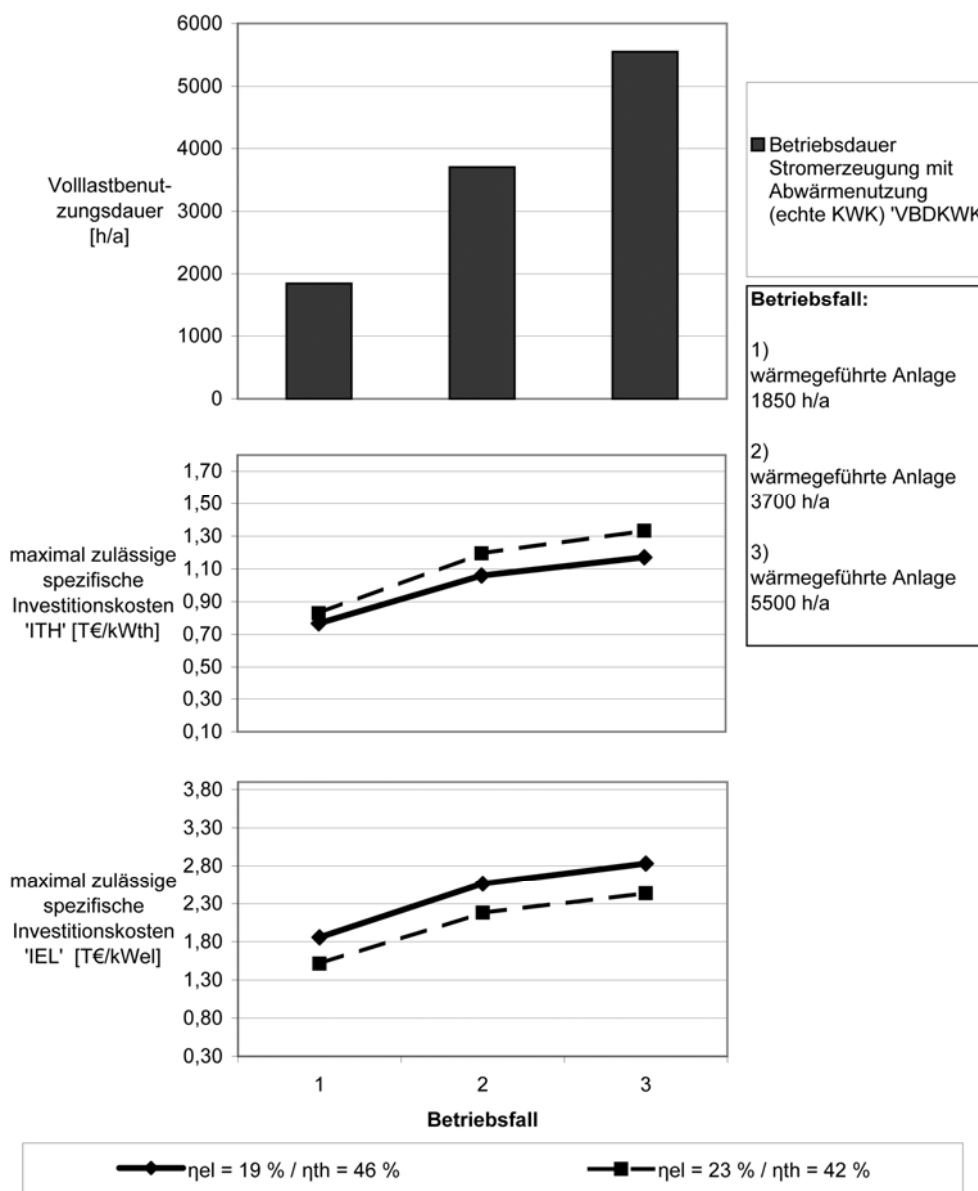 6000
5000
4000
3000
2000
1000
0
Volllastbenut-
zungsdauer
[h/a]
Betriebsdauer
Stromerzeugung mit
Abwärmenutzung
(echte KWK) 'VBDKWK
Betriebsfall:
1)
wärmegeführte Anlage
1850 h/a
2)
wärmegeführte Anlage
3700 h/a
3)
wärmegeführte Anlage
5500 h/a
1,70
1,50
1,30
1,10
0,90
0,70
0,50
0,30
0,10
maximal zulässige
spezifische
Investitionskosten
'ITH' [T€/kWth]
3,80
3,30
2,80
2,30
1,80
1,30
0,80
0,30
maximal zulässige
spezifische
Investitionskosten
'IEL' [T€/kWel]
1 2 3
Betriebsfall
ηel = 19 % / ηth = 46 % ηel = 23 % / ηth = 42 %